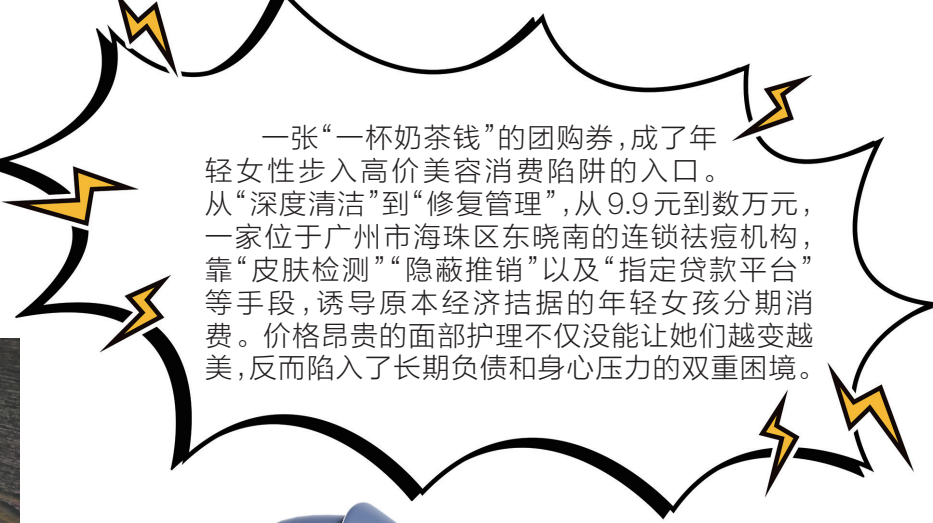 一张“一杯奶茶钱”的团购券,成了年
轻女性步入高价美容消费陷阱的入口。
从“深度清洁”到“修复管理”,从9.9元到数万元,
一家位于广州市海珠区东晓南的连锁祛痘机构,
靠“皮肤检测”“隐蔽推销”以及“指定贷款平台”
等手段,诱导原本经济拮据的年轻女孩分期消
费。价格昂贵的面部护理不仅没能让她们越变越
美,反而陷入了长期负债和身心压力的双重困境。